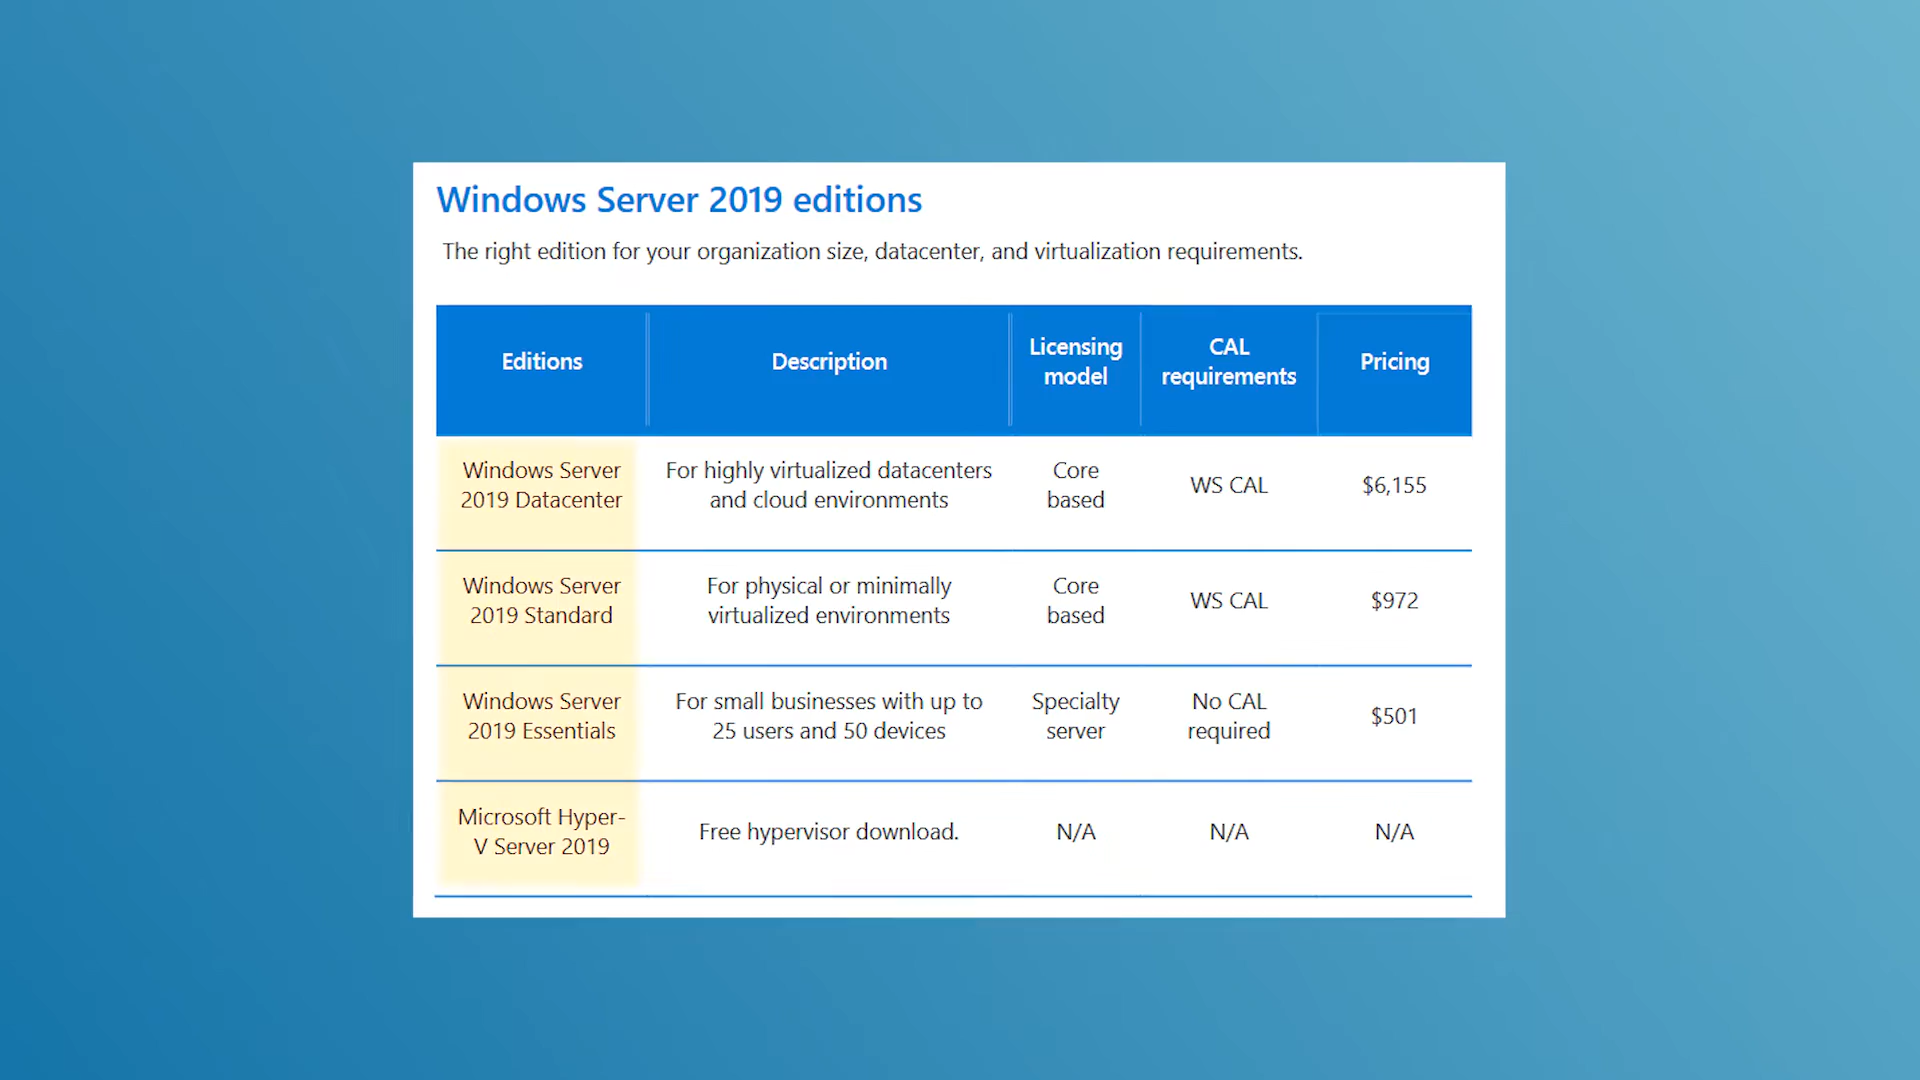 Windows Server 2019 editions
The right edition for your organization size, datacenter, and virtualization requirements.
Editions
Description
Licensing
model
CAL
requirements
Pricing
Windows Server
2019 Datacenter
For highly virtualized datacenters
and cloud environments
Core
based
WS CAL
$6,155
Windows Server
2019 Standard
For physical or minimally
virtualized environments
Core
based
WS CAL
$972
Windows Server
2019 Essentials
For small businesses with up to
25 users and 50 devices
Specialty
server
No CAL
required
$501
Microsoft Hyper-
V Server 2019
Free hypervisor download.
N/A
N/A
N/A